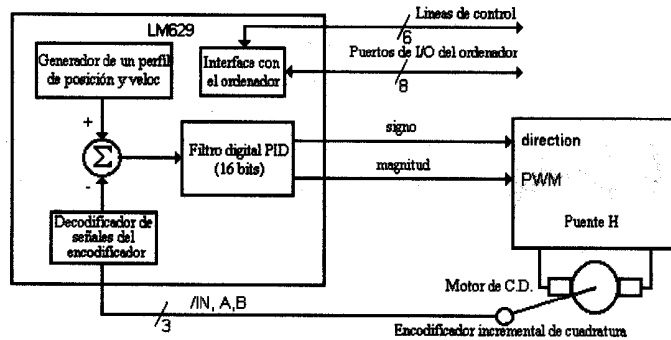 LM629
Generador de un perfil
de posición y veloc
Interface con
el ordenador
Lineas de control
6
Puertos de I/O del ordenador
8
+
Σ
-
Filtro digital PID
(16 bits)
signo
magnitud
direction
PWM
Puente H
Decodificador de
señales del
encodificador
Motor de C.D.
/IN, A,B
3
Encodificador incremental de cuadratura